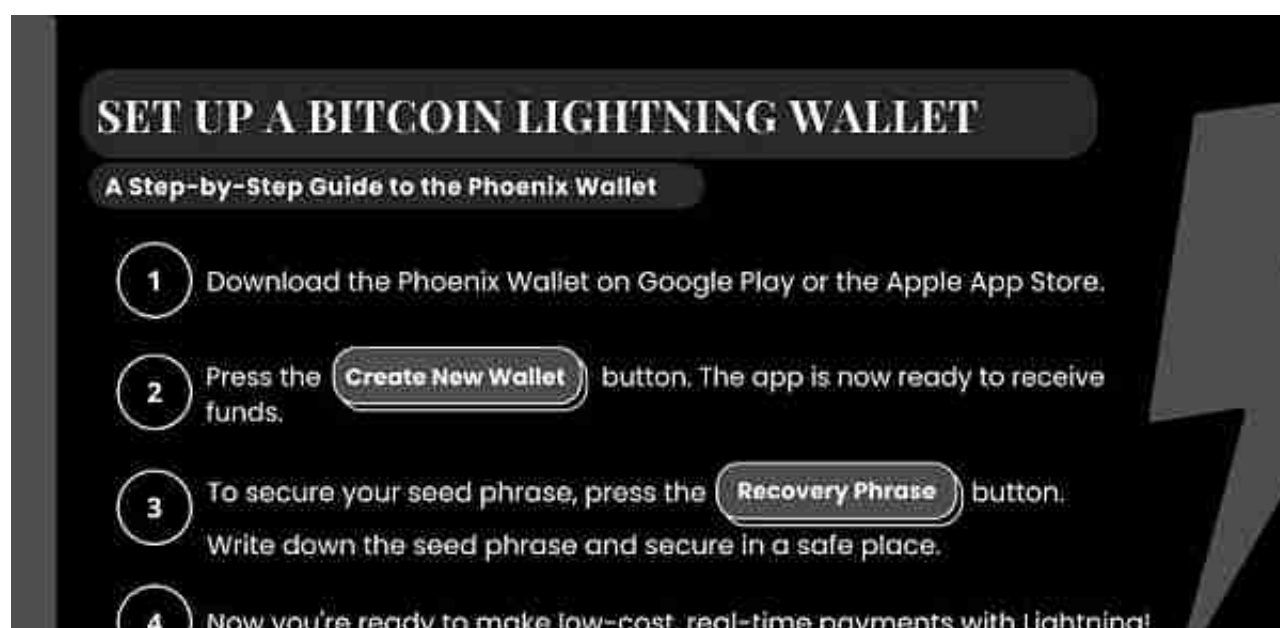 SET UP A BITCOIN LIGHTNING WALLET
A Step-by-Step Guide to the Phoenix Wallet
1 Download the Phoenix Wallet on Google Play or the Apple App Store.
2 Press the Create New Wallet button. The app is now ready to receive
funds.
3 To secure your seed phrase, press the Recovery Phrase button.
Write down the seed phrase and secure in a safe place.
4 Now you're ready to make low-cost, real-time payments with Lightning!